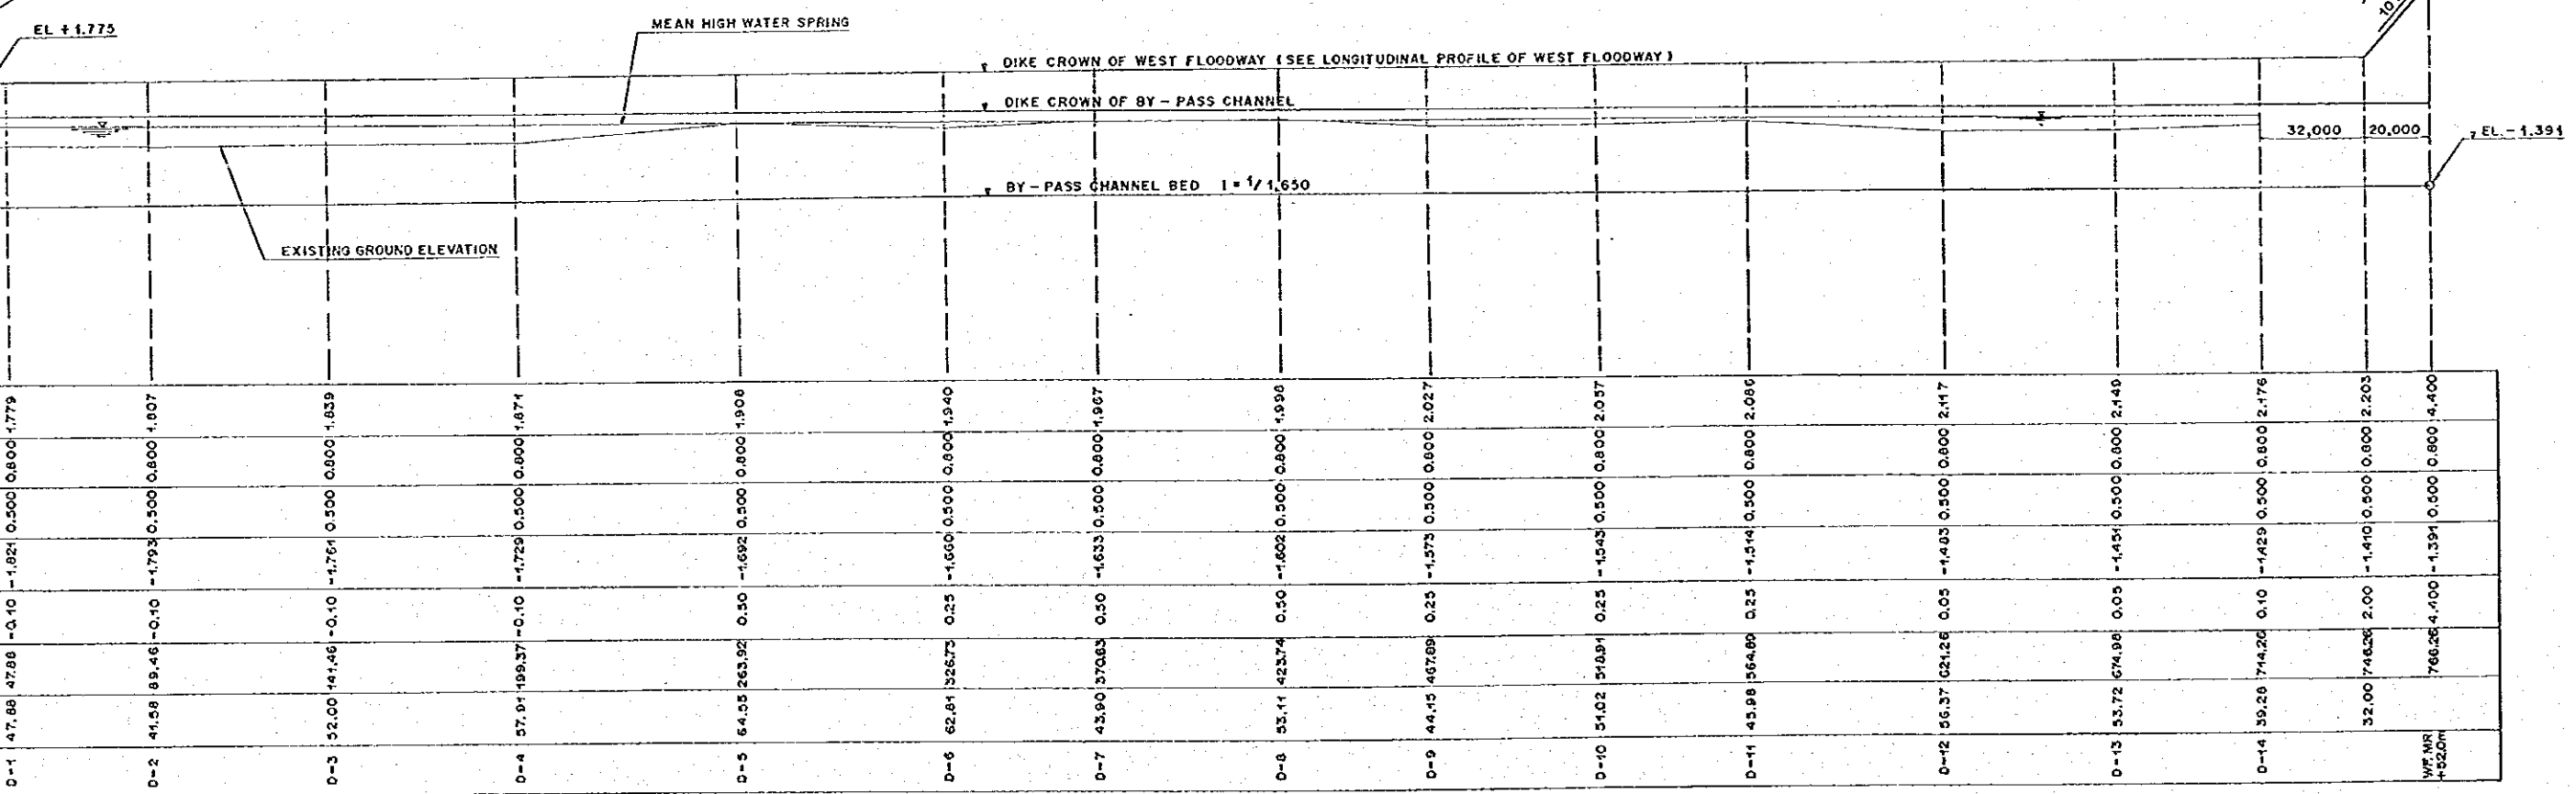 EL +1.775
MEAN HIGH WATER SPRING
DIKE CROWN OF WEST FLOODWAY (SEE LONGITUDINAL PROFILE OF WEST FLOODWAY)
DIKE CROWN OF BY-PASS CHANNEL
32,000 20,000
EL.-1.391
BY-PASS CHANNEL BED I = 1/1,650
EXISTING GROUND ELEVATION
10
1.779 1.807 1.839 1.871 1.908 1.940 1.967 1.998 2.027 2.057 2.086 2.117 2.149 2.176 2.203 4.400
0.800 0.800 0.800 0.800 0.800 0.800 0.800 0.800 0.800 0.800 0.800 0.800 0.800 0.800 0.800 0.800
0.500 0.500 0.500 0.500 0.500 0.500 0.500 0.500 0.500 0.500 0.500 0.500 0.500 0.500 0.500 0.500
-1.821 -1.793 -1.761 -1.729 -1.692 -1.660 -1.633 -1.602 -1.573 -1.543 -1.514 -1.483 -1.451 -1.429 -1.410 -1.391
-0.10 -0.10 -0.10 -0.10 0.50 0.25 0.50 0.50 0.25 0.25 0.25 0.05 0.05 0.10 2.00 4.400
47.88 89.46 141.46 199.37 263.92 326.73 370.63 423.74 467.89 518.91 564.89 621.26 674.98 714.26 746.26 766.26
47.88 41.58 52.00 57.91 64.55 62.81 43.90 53.11 44.15 51.02 45.98 56.37 53.72 39.28 32.00
D-1 D-2 D-3 D-4 D-5 D-6 D-7 D-8 D-9 D-10 D-11 D-12 D-13 D-14 WF.MR
+52.0m